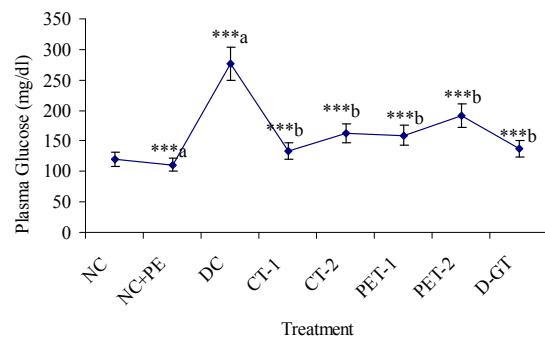 350
300
250
200
150
100
50
0
Plasma Glucose (mg/dl)
***a
***a
***b
***b
***b
***b
***b
NC
NC+PE
DC
CT-1
CT-2
PET-1
PET-2
D-GT
Treatment